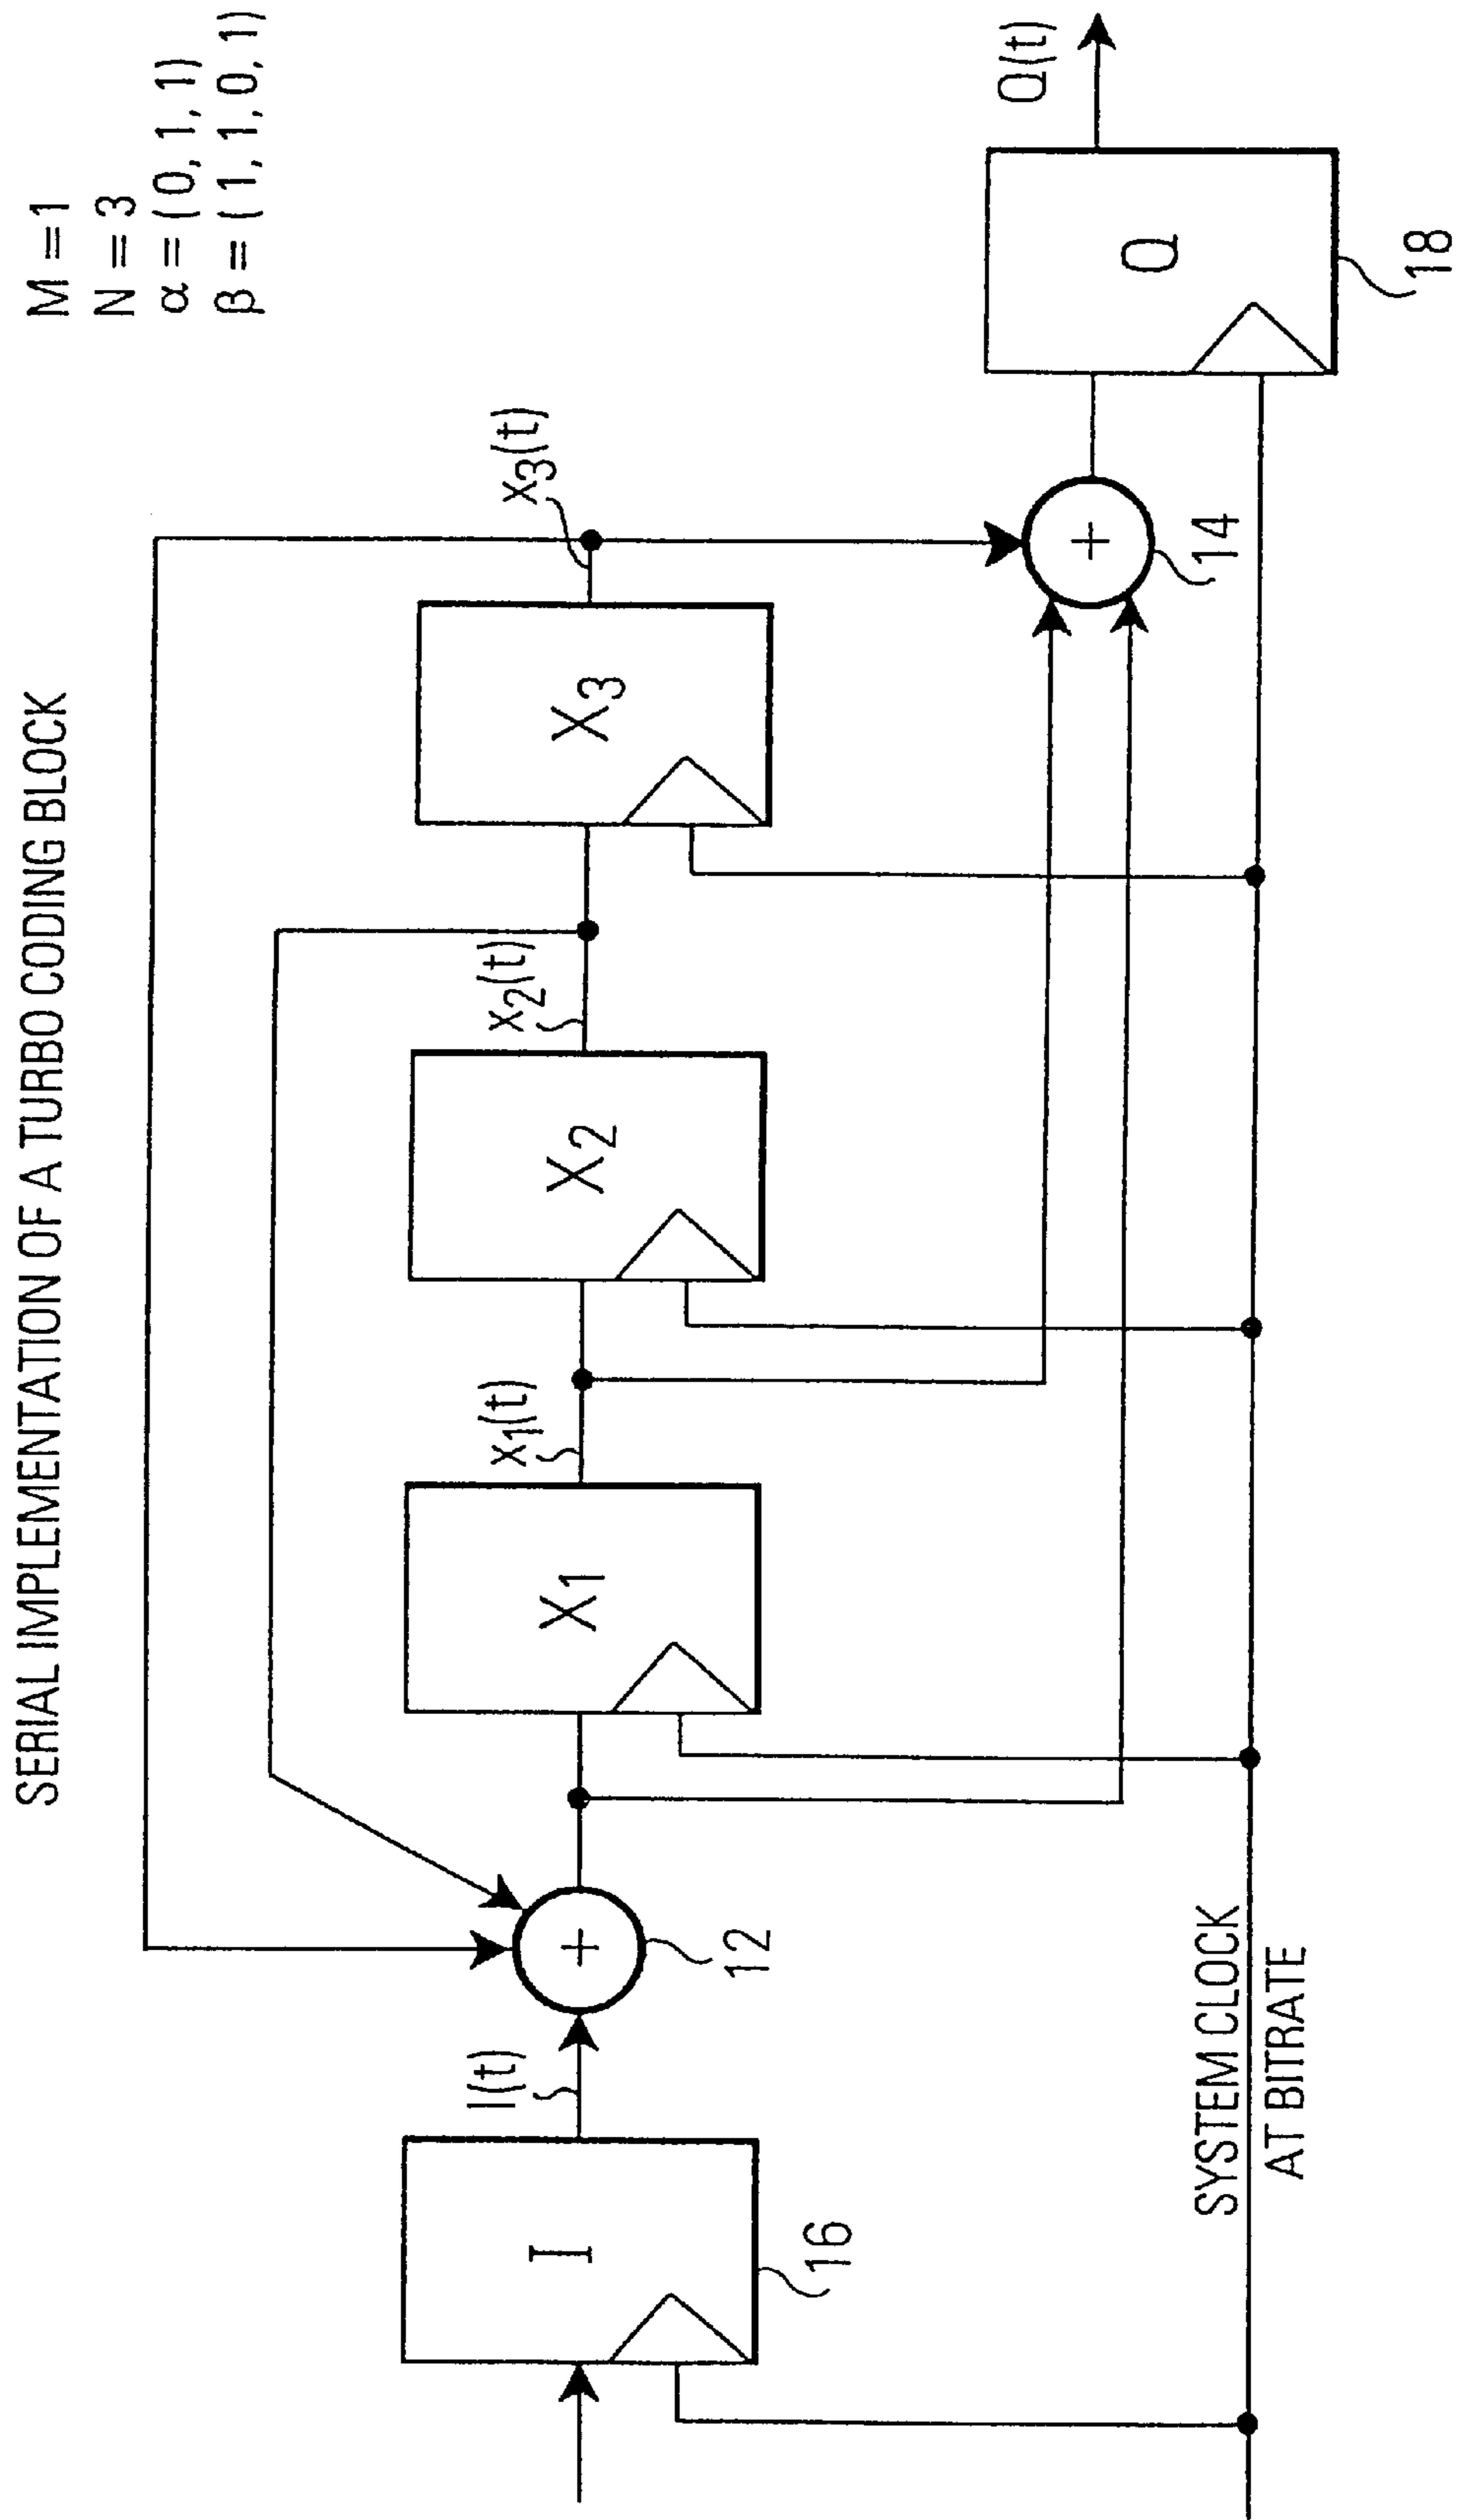 SERIAL IMPLEMENTATION OF A TURBO CODING BLOCK
M = 1
N = 3
α = (0, 1, 1)
β = (1, 1, 0, 1)
I
16
I(t)
12
X1
x1(t)
X2
x2(t)
X3
x3(t)
14
Q
18
Q(t)
SYSTEM CLOCK
AT BITRATE
+
+